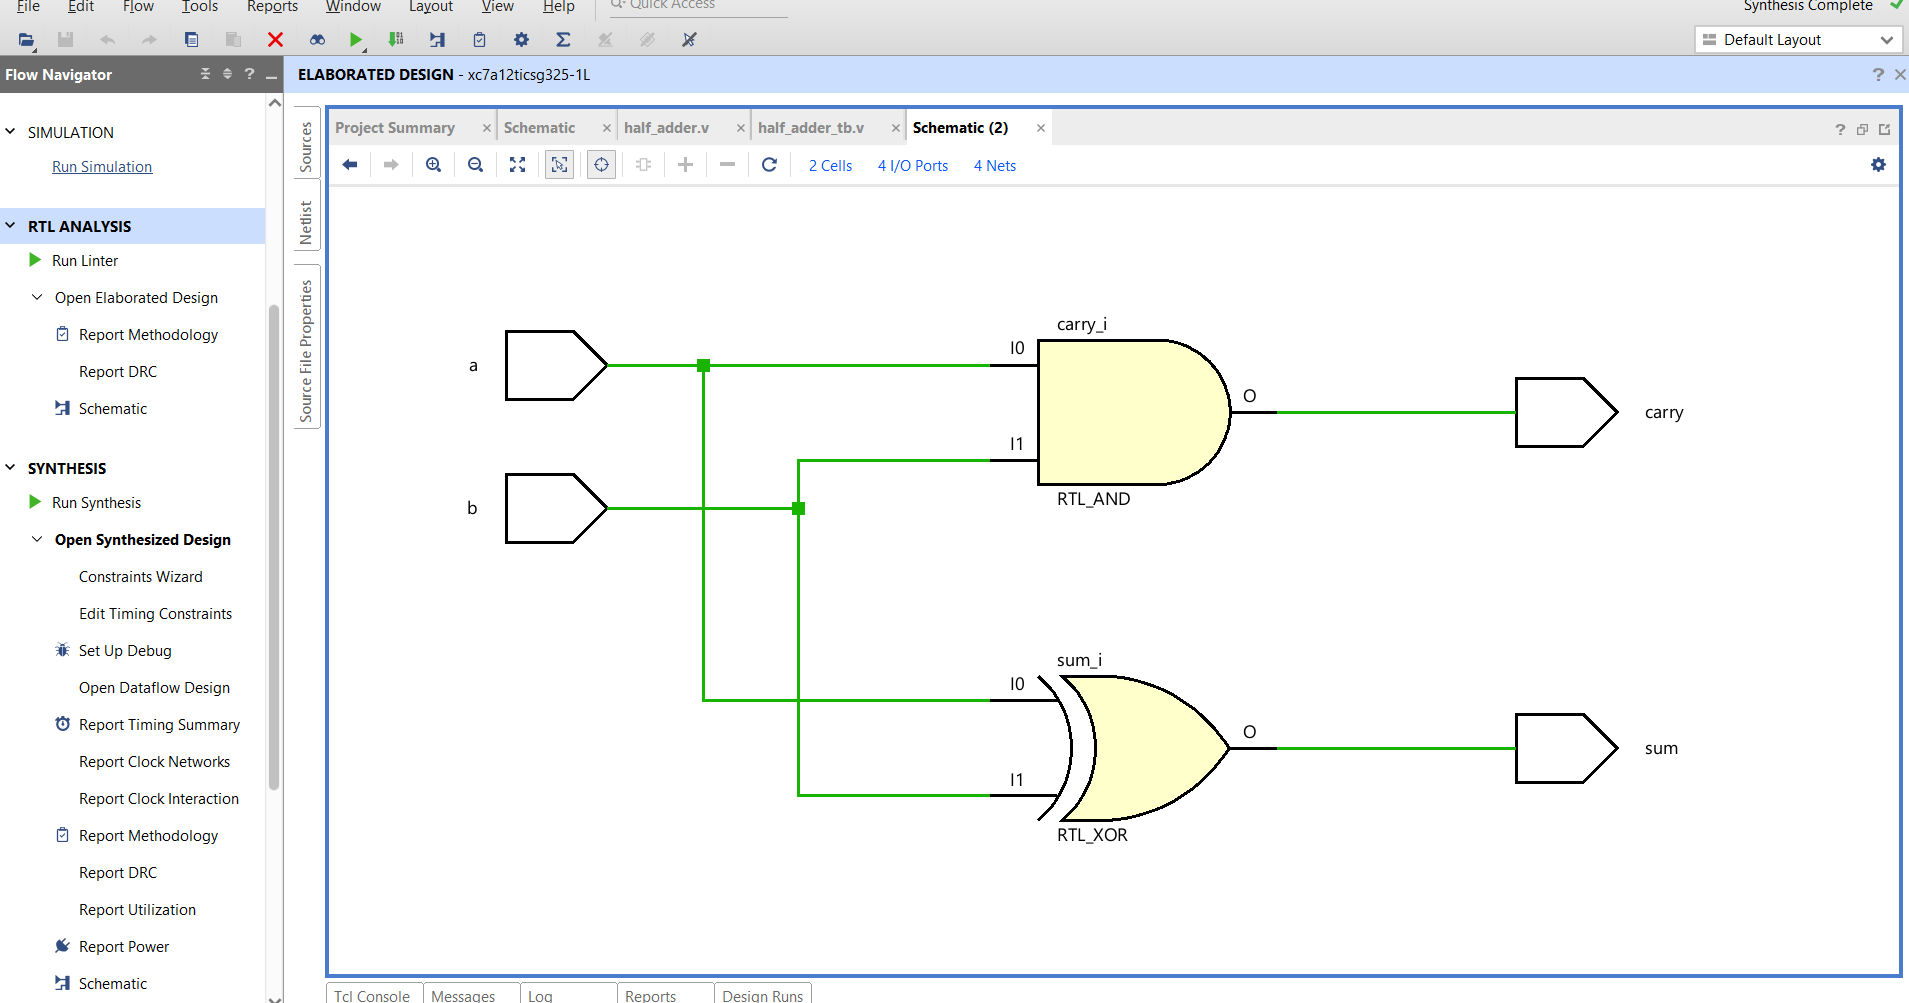 File Edit Flow Tools Reports Window Layout View Help Quick Access Synthesis Complete
Default Layout
Flow Navigator
ELABORATED DESIGN - xc7a12ticsg325-1L
SIMULATION
Run Simulation
RTL ANALYSIS
Run Linter
Open Elaborated Design
Report Methodology
Report DRC
Schematic
SYNTHESIS
Run Synthesis
Open Synthesized Design
Constraints Wizard
Edit Timing Constraints
Set Up Debug
Open Dataflow Design
Report Timing Summary
Report Clock Networks
Report Clock Interaction
Report Methodology
Report DRC
Report Utilization
Report Power
Schematic
Sources
Netlist
Source File Properties
Project Summary Schematic half_adder.v half_adder_tb.v Schematic (2)
2 Cells 4 I/O Ports 4 Nets
carry_i
I0
a
O
carry
I1
RTL_AND
b
sum_i
I0
O
sum
I1
RTL_XOR
Tcl Console Messages Log Reports Design Runs